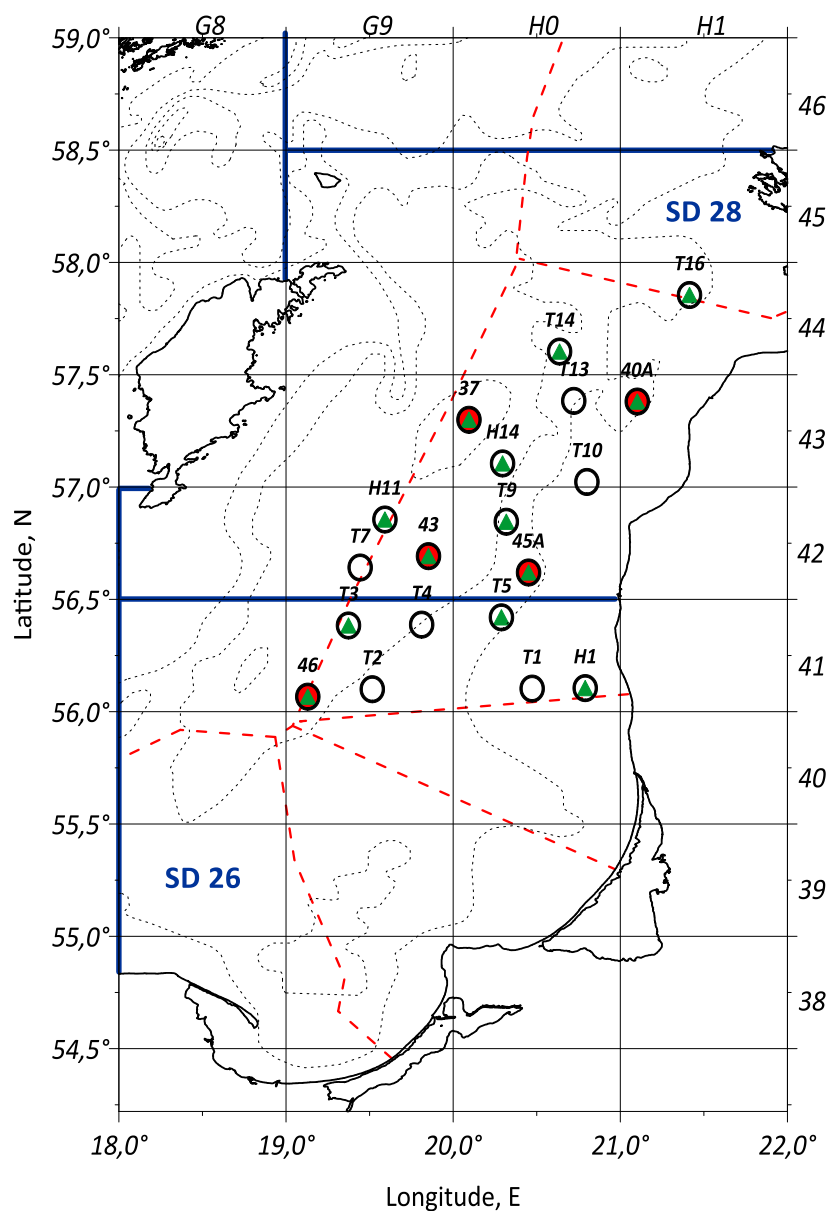 G8 G9 H0 H1
59,0°
46
58,5°
SD 28
45
58,0°
T16
T14
44
57,5°
T13 40A
37
H14
43
T10
57,0°
H11
T9
43
45A
T7
42
56,5°
T3 T4 T5
46 T2 T1 H1
41
56,0°
40
55,5°
SD 26
39
55,0°
38
54,5°
18,0° 19,0° 20,0° 21,0° 22,0°
Longitude, E
Latitude, N